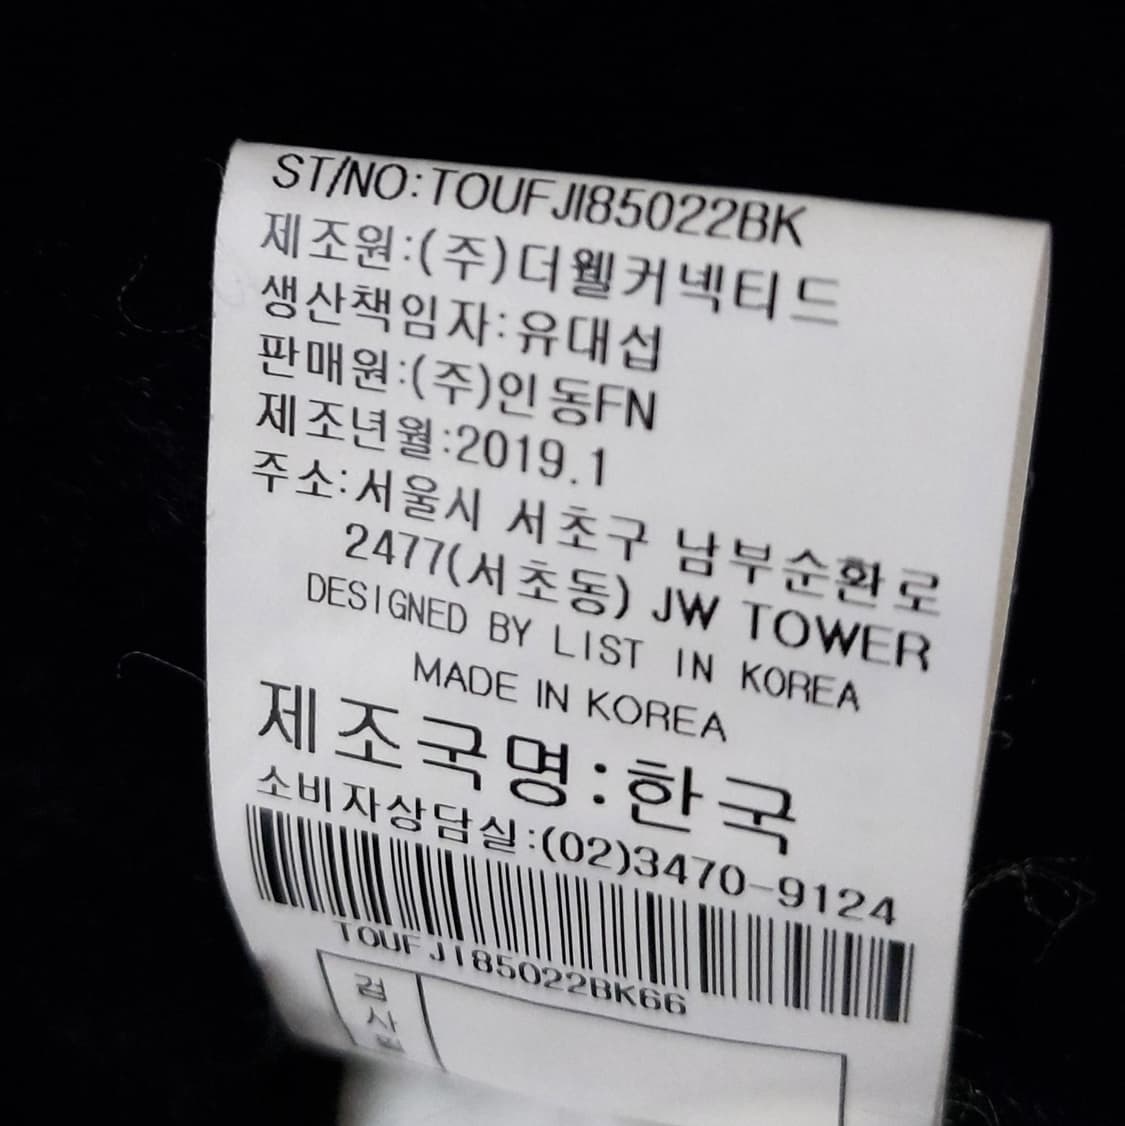 ST/NO:TOUFJI85022BK
제조원:(주)더웰커넥티드
생산책임자:유대섭
판매원:(주)인동FN
제조년월:2019.1
주소:서울시 서초구 남부순환로
2477(서초동) JW TOWER
DESIGNED BY LIST IN KOREA
MADE IN KOREA
제조국명:한국
소비자상담실:(02)3470-9124
TOUFJI85022BK66
검사필